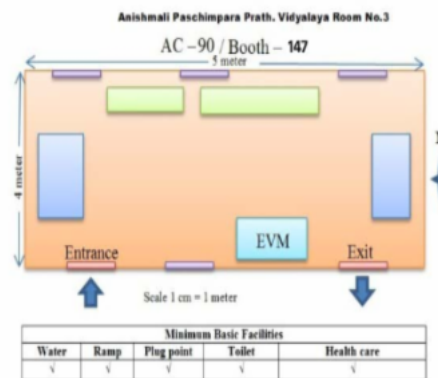 Anishmali Paschimpara Prath. Vidyalaya Room No.3
AC – 90 / Booth – 147
5 meter
4 meter
Entrance
EVM
Exit
Scale 1 cm = 1 meter
Minimum Basic Facilities
Water Ramp Plug point Toilet Health care
√ √ √ √ √